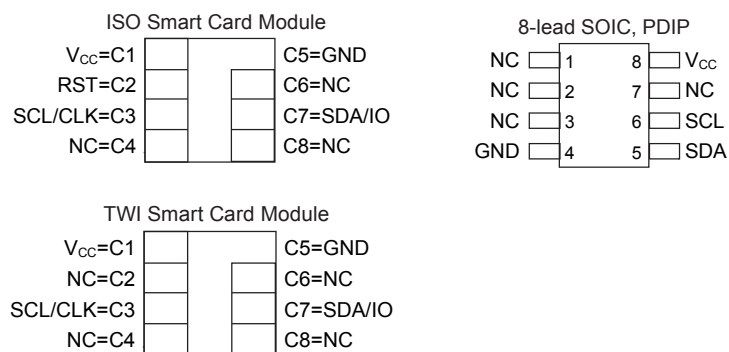 ISO Smart Card Module
VCC=C1 C5=GND
RST=C2 C6=NC
SCL/CLK=C3 C7=SDA/IO
NC=C4 C8=NC
8-lead SOIC, PDIP
NC 1 8 VCC
NC 2 7 NC
NC 3 6 SCL
GND 4 5 SDA
TWI Smart Card Module
VCC=C1 C5=GND
NC=C2 C6=NC
SCL/CLK=C3 C7=SDA/IO
NC=C4 C8=NC